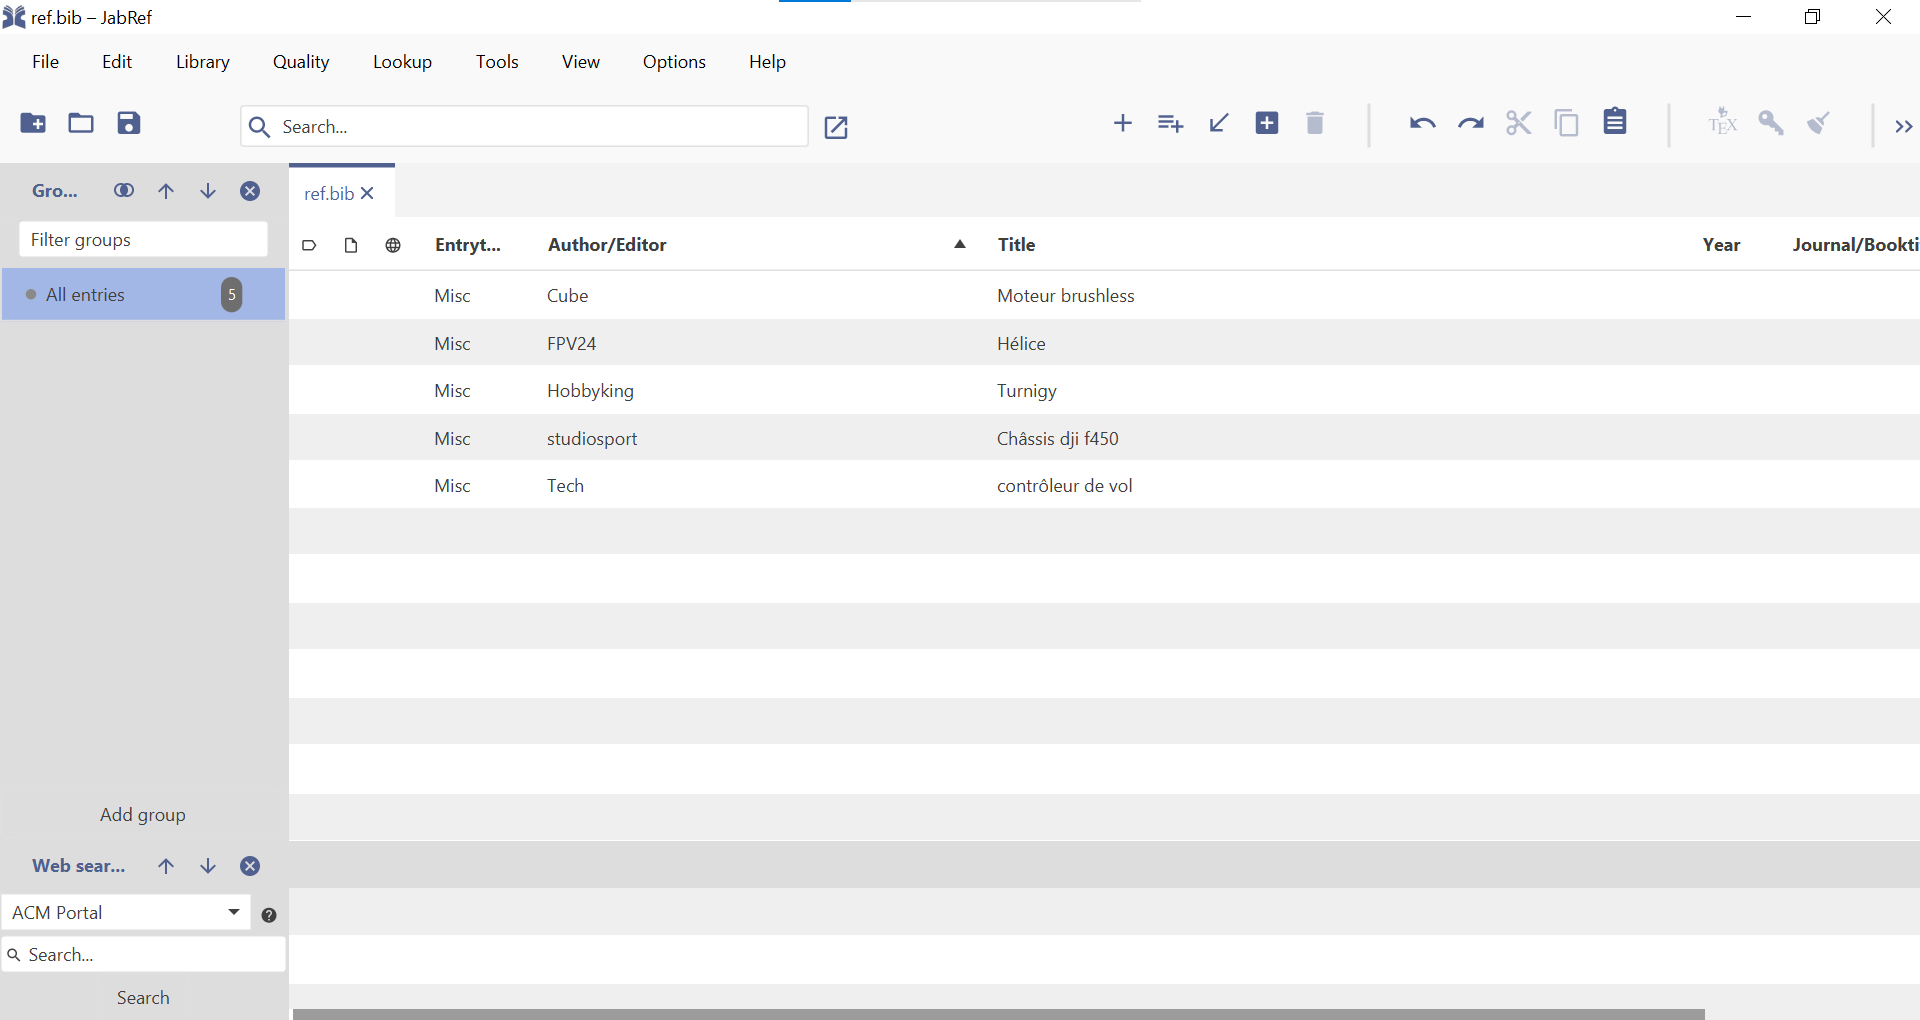 ref.bib – JabRef
File Edit Library Quality Lookup Tools View Options Help
Search...
TEX
Gro...
Filter groups
All entries 5
ref.bib
Entryt... Author/Editor Title Year Journal/Bookti
Misc Cube Moteur brushless
Misc FPV24 Hélice
Misc Hobbyking Turnigy
Misc studiosport Châssis dji f450
Misc Tech contrôleur de vol
Add group
Web sear...
ACM Portal
Search...
Search